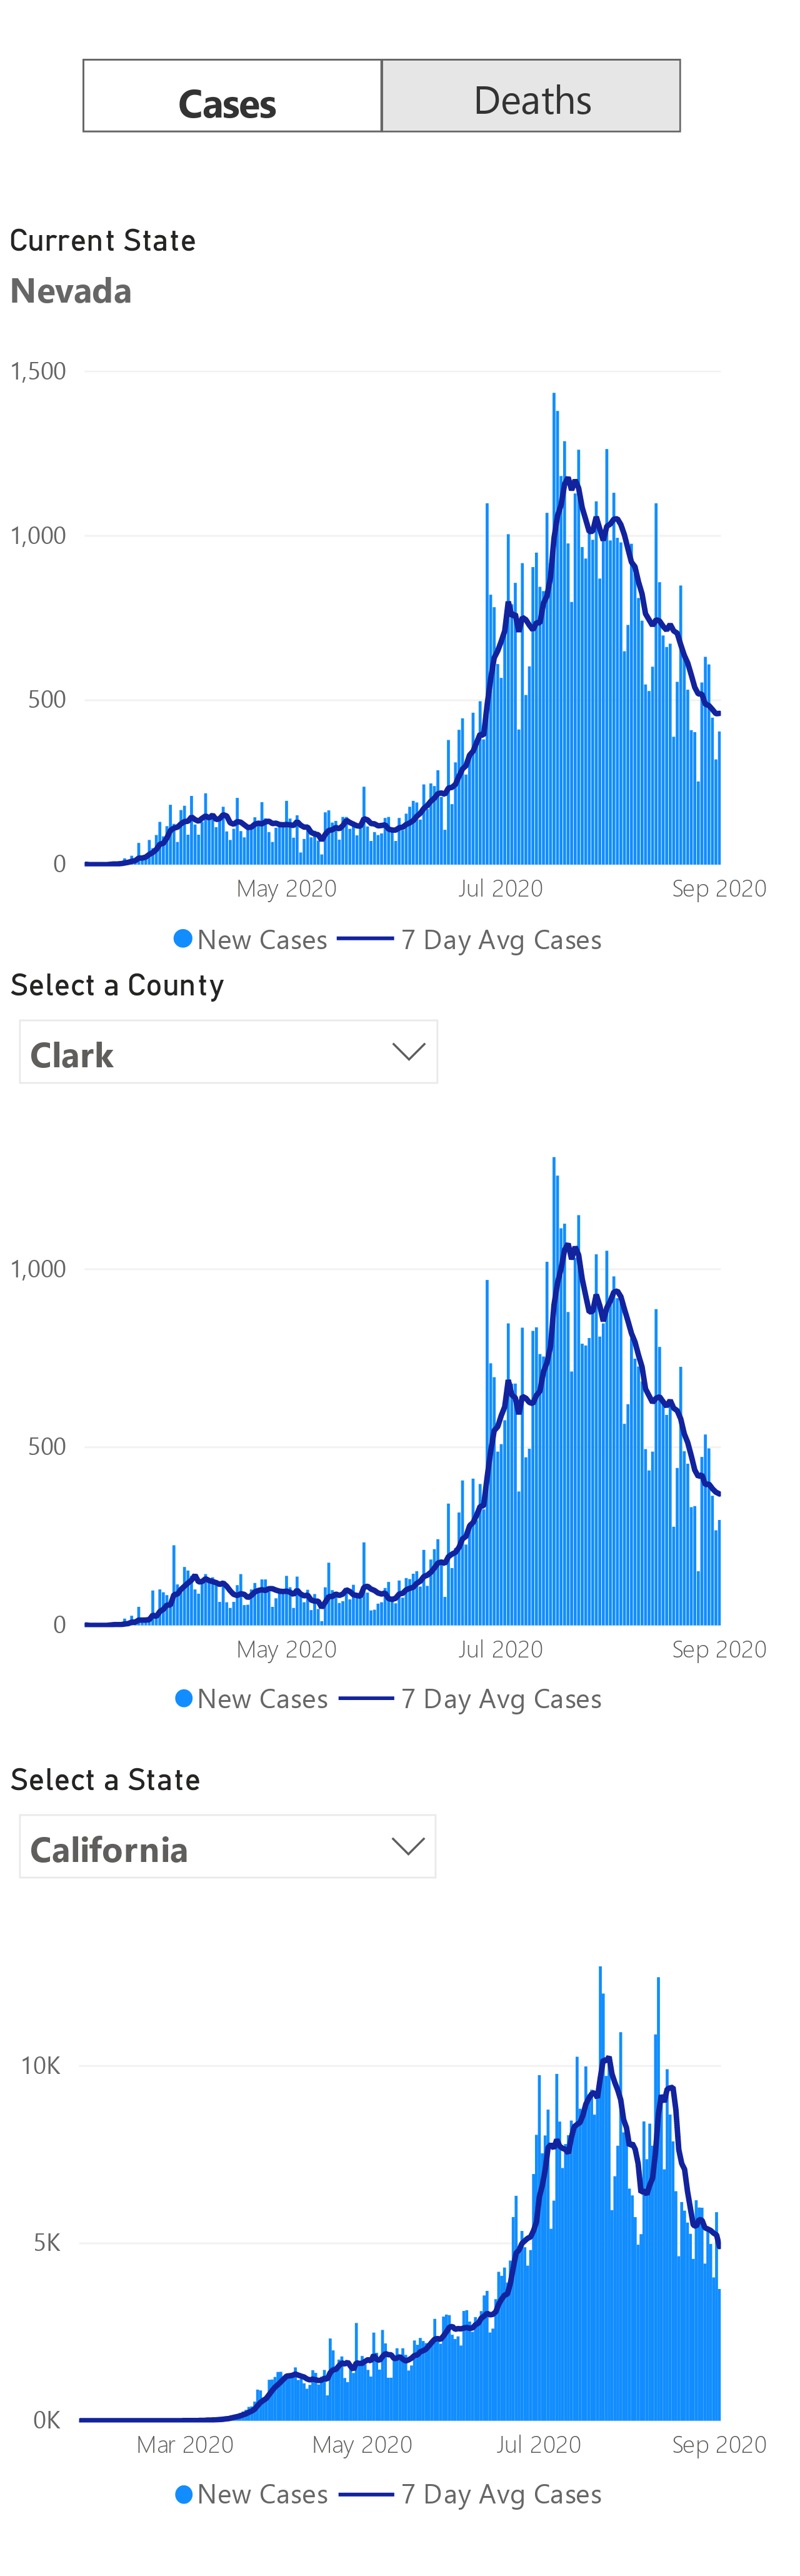 Cases Deaths
Current State
Nevada
1,500
1,000
500
0
May 2020 Jul 2020 Sep 2020
New Cases 7 Day Avg Cases
Select a County
Clark
1,000
500
0
May 2020 Jul 2020 Sep 2020
New Cases 7 Day Avg Cases
Select a State
California
10K
5K
0K
Mar 2020 May 2020 Jul 2020 Sep 2020
New Cases 7 Day Avg Cases